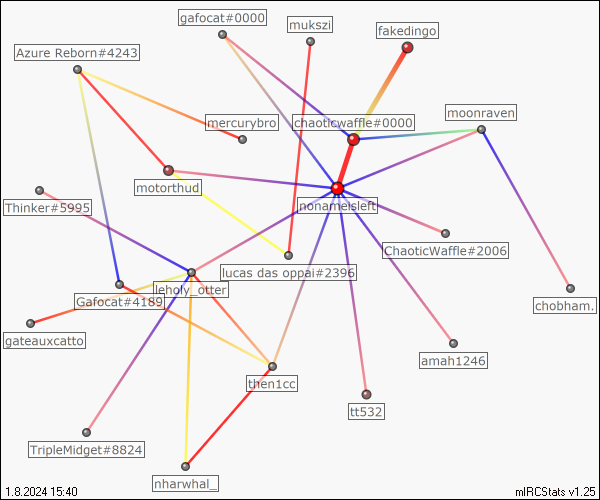 gafocat#0000
mukszi
fakedingo
Azure Reborn#4243
mercurybro
chaoticwaffle#0000
moonraven
motorthud
nonameisleft
Thinker#5995
ChaoticWaffle#2006
lucas das oppai#2396
leholy_otter
Gafocat#4189
chobham.
gateauxcatto
amah1246
then1cc
tt532
TripleMidget#8824
nharwhal_
1.8.2024 15:40
mIRCStats v1.25